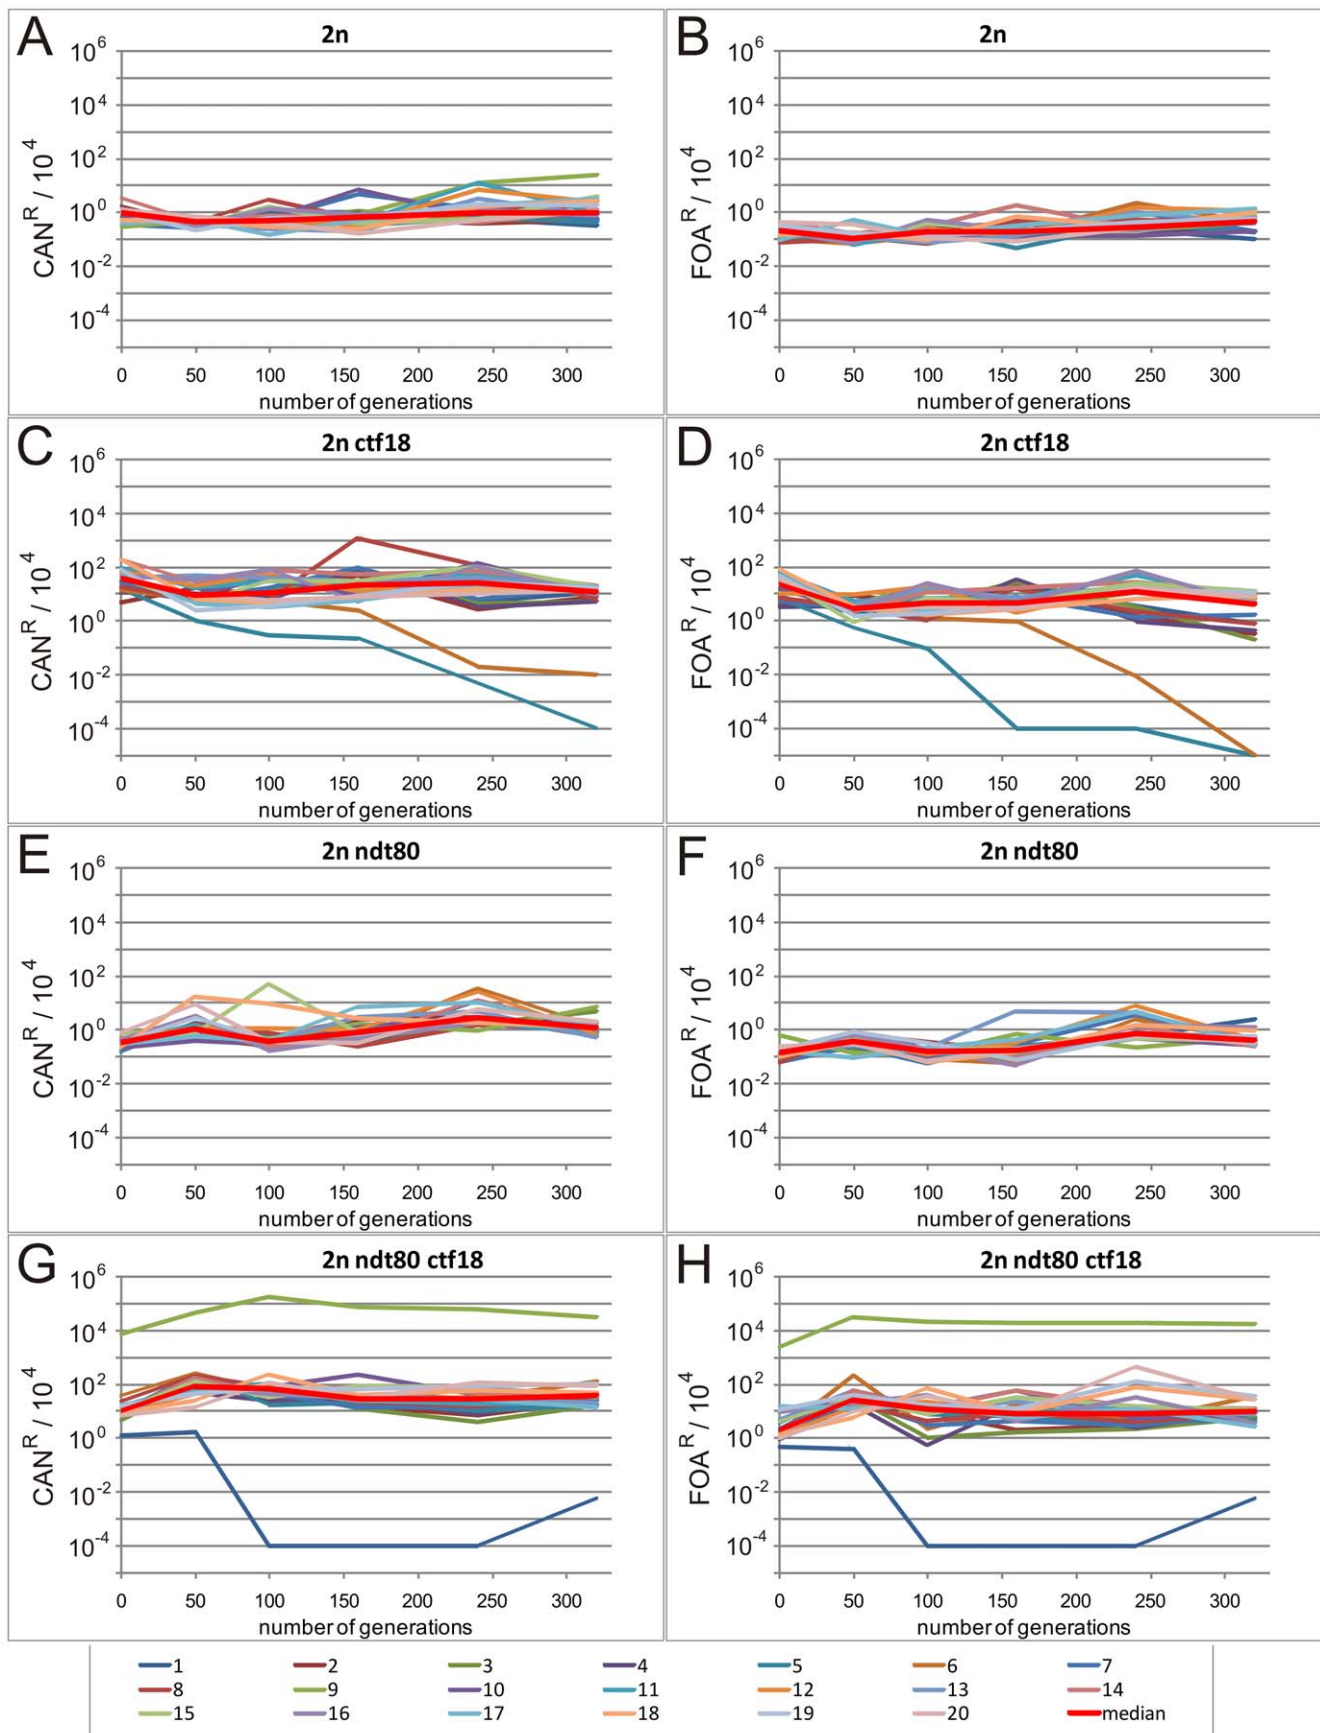 A
2n
CAN^R / 10^4
10^6
10^4
10^2
10^0
10^-2
10^-4
0 50 100 150 200 250 300
number of generations
B
2n
FOA^R / 10^4
10^6
10^4
10^2
10^0
10^-2
10^-4
0 50 100 150 200 250 300
number of generations
C
2n ctf18
CAN^R / 10^4
10^6
10^4
10^2
10^0
10^-2
10^-4
0 50 100 150 200 250 300
number of generations
D
2n ctf18
FOA^R / 10^4
10^6
10^4
10^2
10^0
10^-2
10^-4
0 50 100 150 200 250 300
number of generations
E
2n ndt80
CAN^R / 10^4
10^6
10^4
10^2
10^0
10^-2
10^-4
0 50 100 150 200 250 300
number of generations
F
2n ndt80
FOA^R / 10^4
10^6
10^4
10^2
10^0
10^-2
10^-4
0 50 100 150 200 250 300
number of generations
G
2n ndt80 ctf18
CAN^R / 10^4
10^6
10^4
10^2
10^0
10^-2
10^-4
0 50 100 150 200 250 300
number of generations
H
2n ndt80 ctf18
FOA^R / 10^4
10^6
10^4
10^2
10^0
10^-2
10^-4
0 50 100 150 200 250 300
number of generations
1 2 3 4 5 6 7
8 9 10 11 12 13 14
15 16 17 18 19 20 median